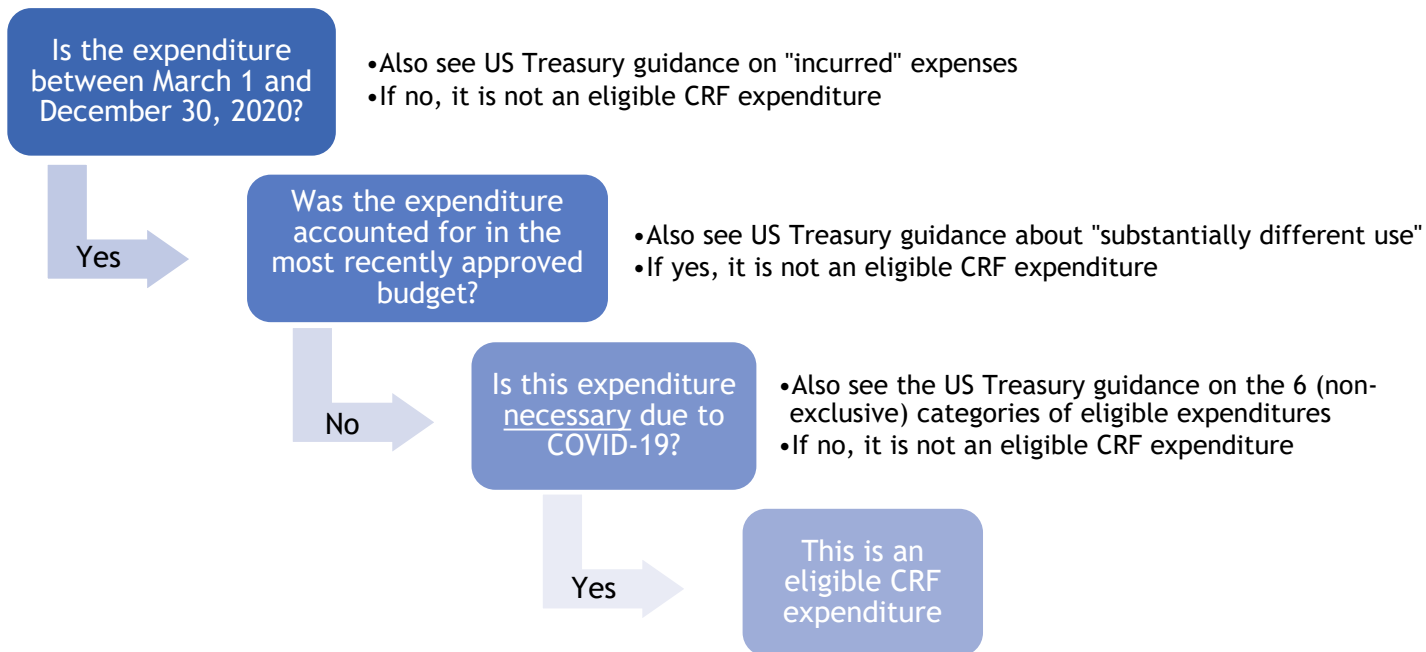 Is the expenditure
between March 1 and
December 30, 2020?
•Also see US Treasury guidance on "incurred" expenses
•If no, it is not an eligible CRF expenditure
Yes
Was the expenditure
accounted for in the
most recently approved
budget?
•Also see US Treasury guidance about "substantially different use"
•If yes, it is not an eligible CRF expenditure
No
Is this expenditure
necessary due to
COVID-19?
•Also see the US Treasury guidance on the 6 (non-
exclusive) categories of eligible expenditures
•If no, it is not an eligible CRF expenditure
Yes
This is an
eligible CRF
expenditure